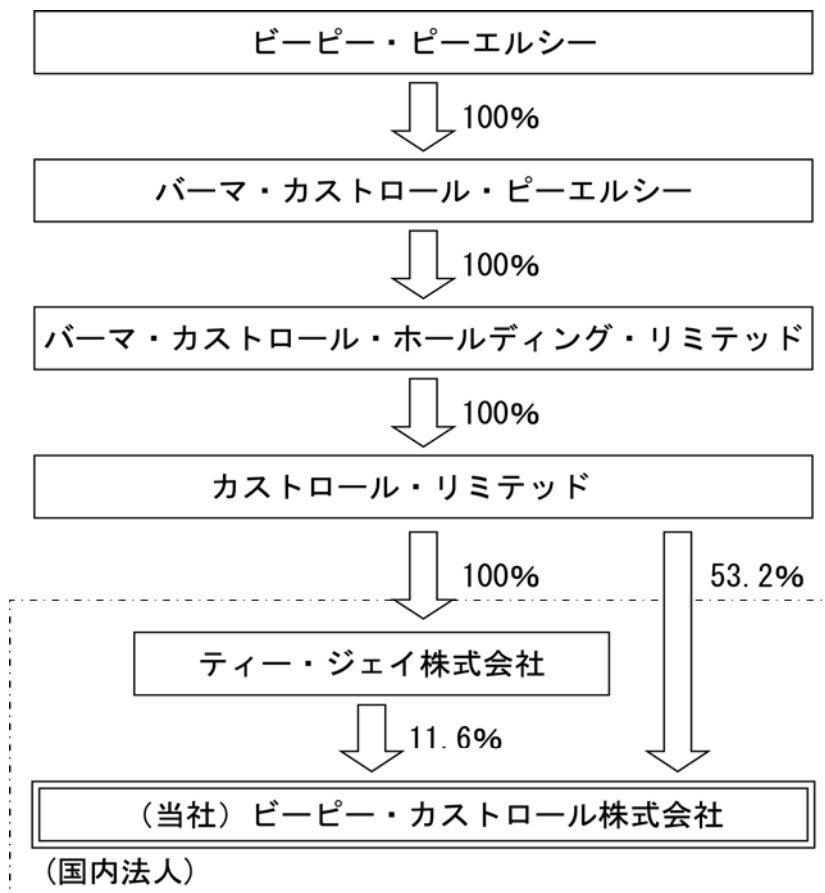 ビーピー・ピーエルシー
100%
バーマ・カストロール・ピーエルシー
100%
バーマ・カストロール・ホールディング・リミテッド
100%
カストロール・リミテッド
100%
53.2%
ティー・ジェイ株式会社
11.6%
（当社）ビーピー・カストロール株式会社
（国内法人）